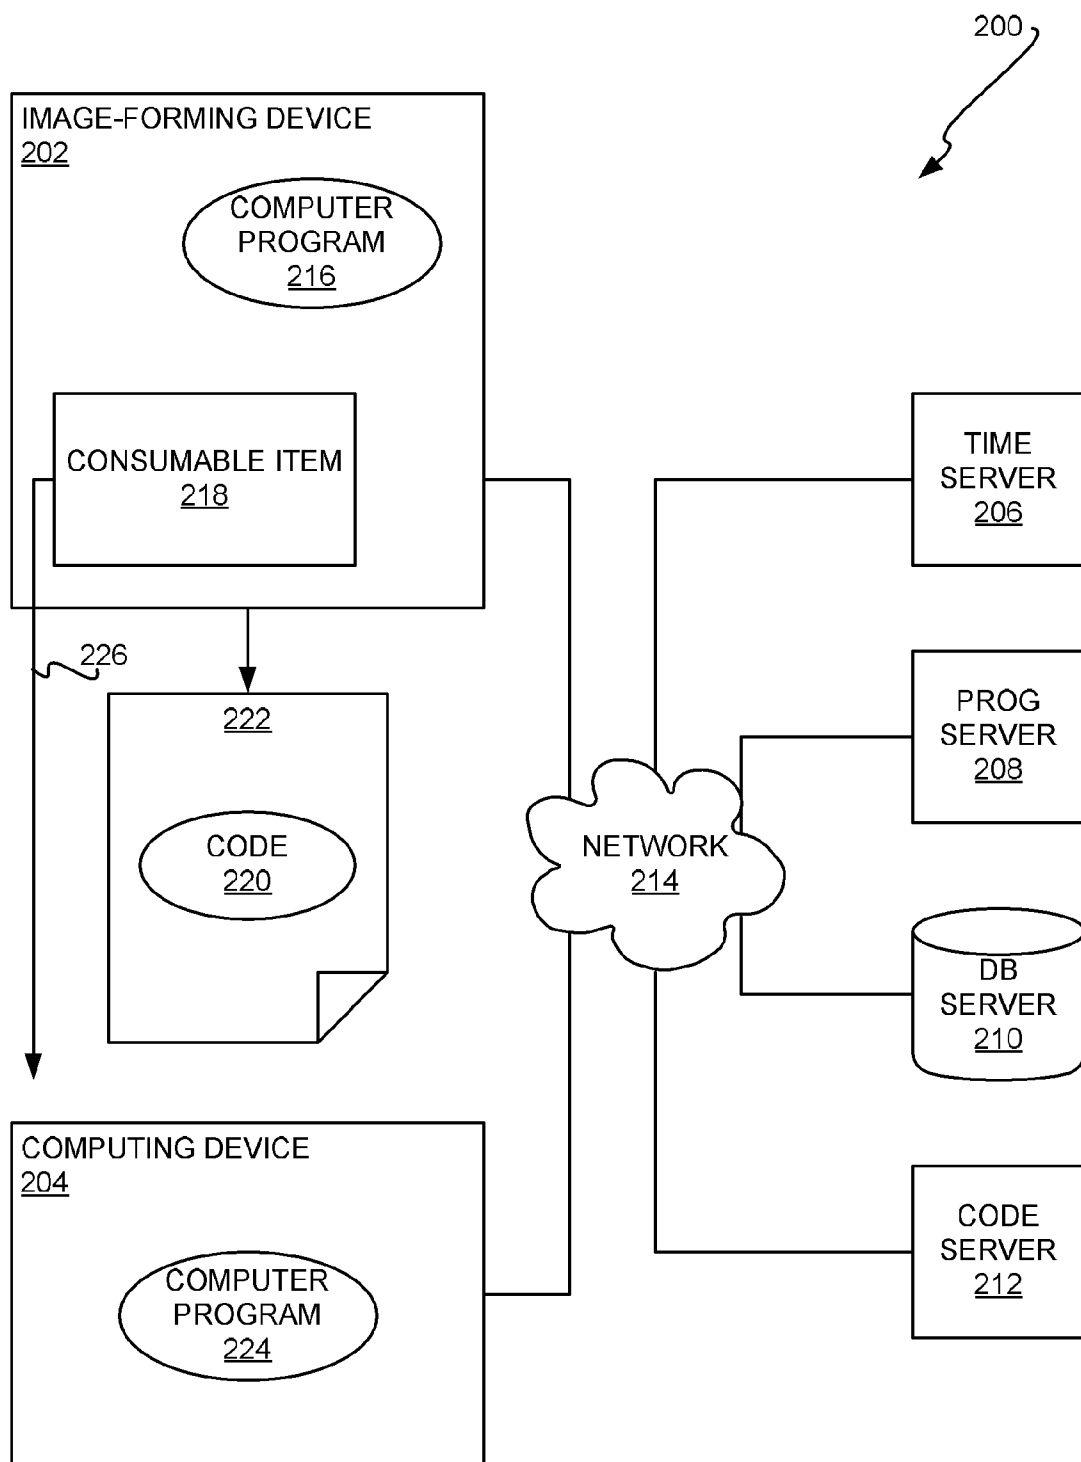 200
IMAGE-FORMING DEVICE
202
COMPUTER
PROGRAM
216
CONSUMABLE ITEM
218
226
222
CODE
220
COMPUTING DEVICE
204
COMPUTER
PROGRAM
224
NETWORK
214
TIME
SERVER
206
PROG
SERVER
208
DB
SERVER
210
CODE
SERVER
212